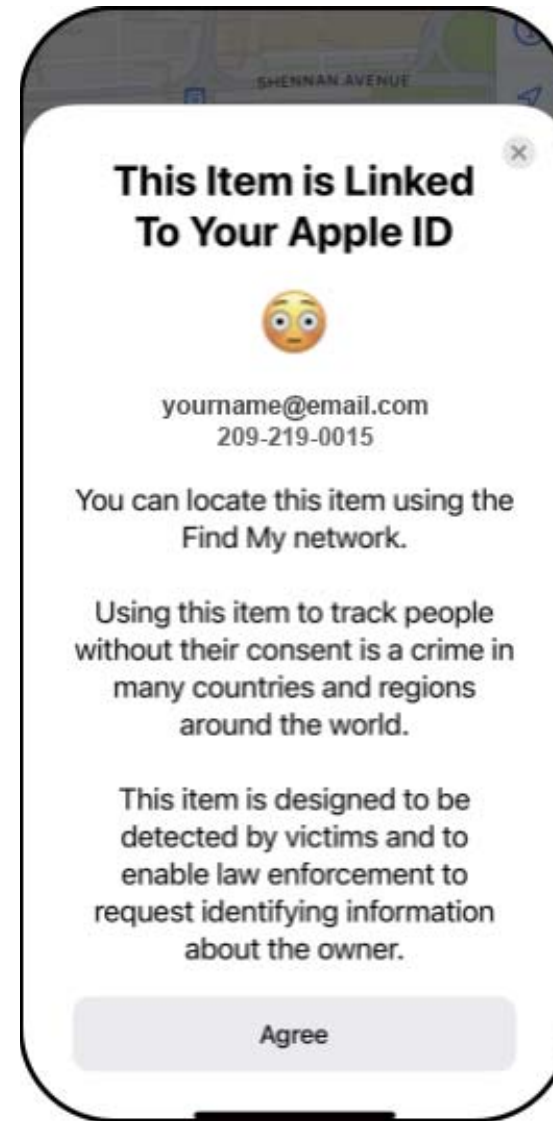 SHENNAN AVENUE
This Item is Linked
To Your Apple ID
yourname@email.com
209-219-0015
You can locate this item using the
Find My network.
Using this item to track people
without their consent is a crime in
many countries and regions
around the world.
This item is designed to be
detected by victims and to
enable law enforcement to
request identifying information
about the owner.
Agree